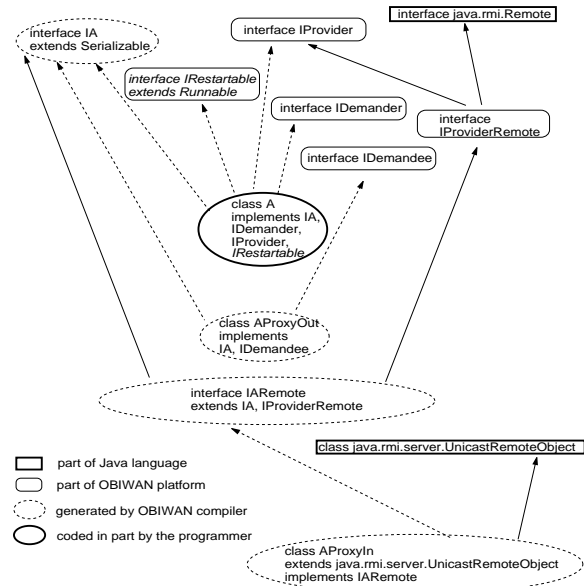 interface java.rmi.Remote
interface IA
extends Serializable
interface IProvider
interface IRestartable
extends Runnable
interface IDemander
interface
IProviderRemote
interface IDemandee
class A
implements IA,
IDemander,
IProvider,
IRestartable
class AProxyOut
implements
IA, IDemandee
interface IARemote
extends IA, IProviderRemote
class java.rmi.server.UnicastRemoteObject
part of Java language
part of OBIWAN platform
generated by OBIWAN compiler
coded in part by the programmer
class AProxyIn
extends java.rmi.server.UnicastRemoteObject
implements IARemote